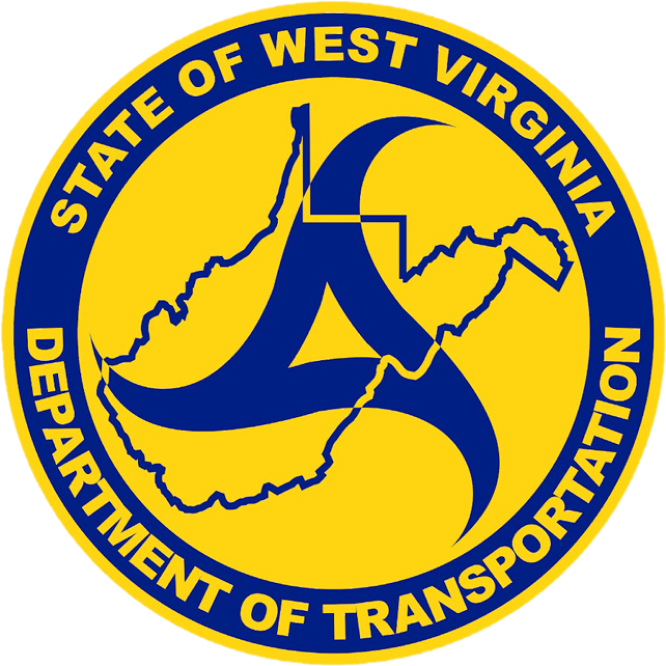 STATE OF WEST VIRGINIA
DEPARTMENT OF TRANSPORTATION